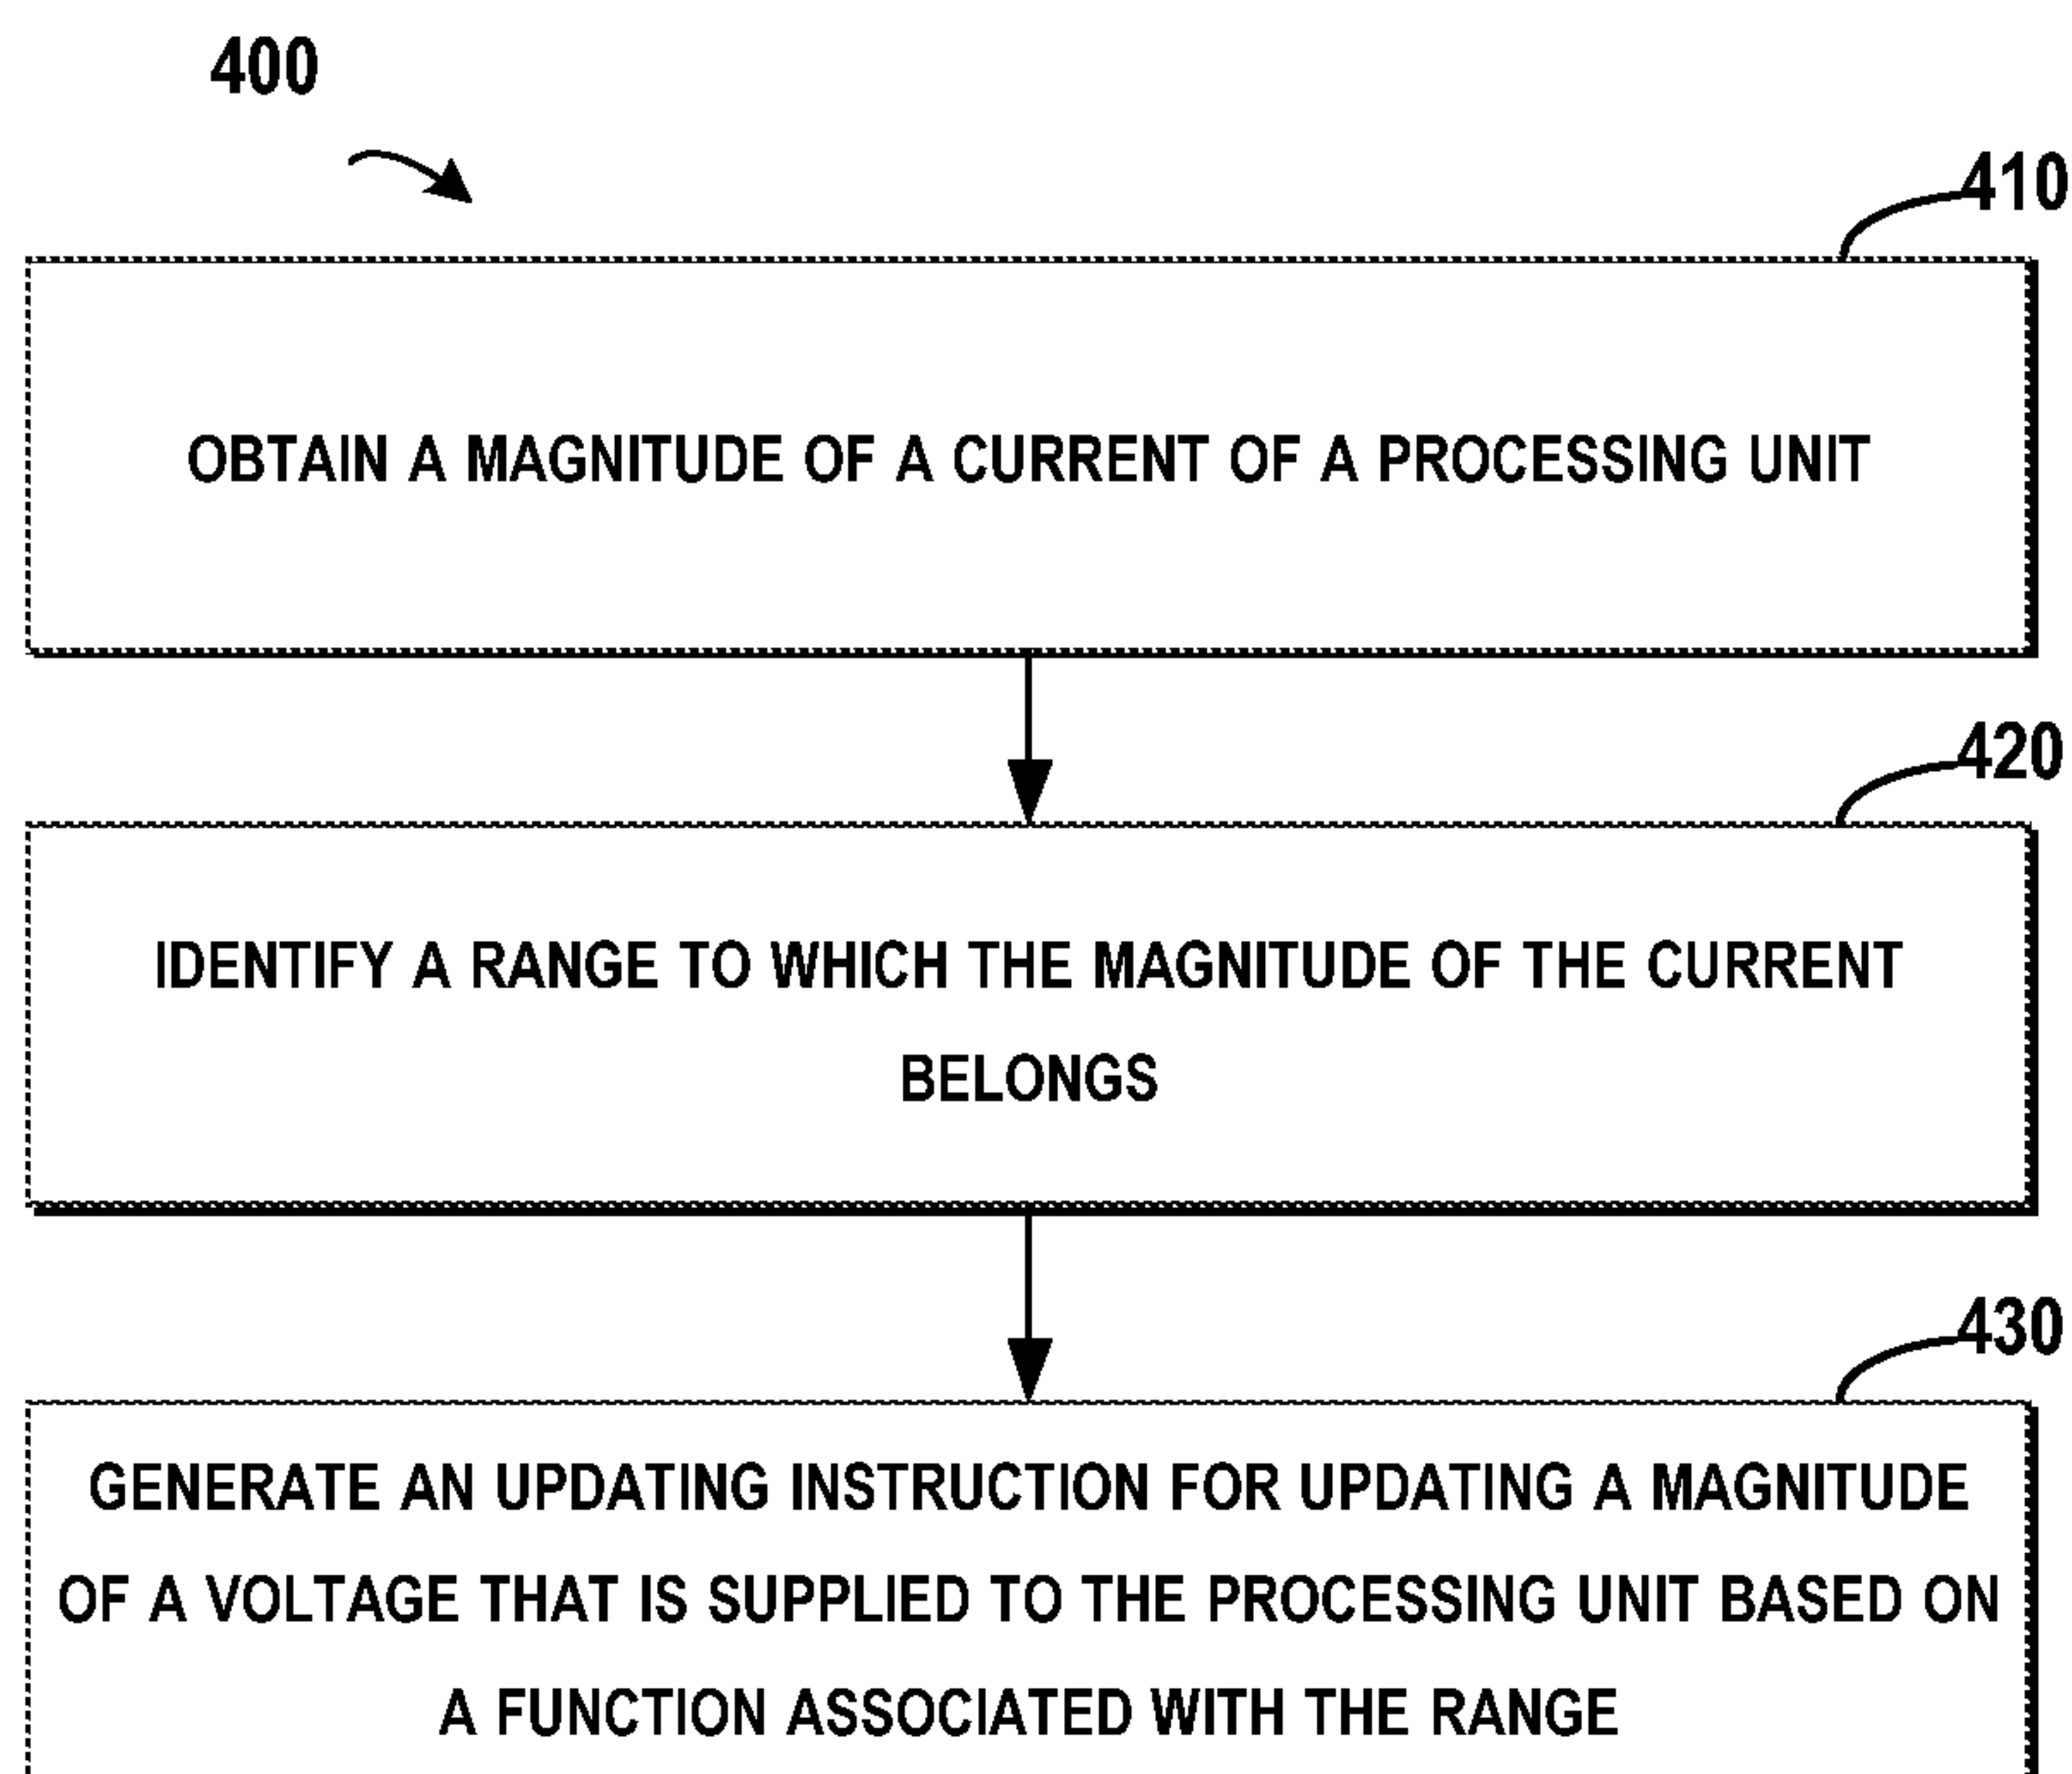 400
410
OBTAIN A MAGNITUDE OF A CURRENT OF A PROCESSING UNIT
420
IDENTIFY A RANGE TO WHICH THE MAGNITUDE OF THE CURRENT
BELONGS
430
GENERATE AN UPDATING INSTRUCTION FOR UPDATING A MAGNITUDE
OF A VOLTAGE THAT IS SUPPLIED TO THE PROCESSING UNIT BASED ON
A FUNCTION ASSOCIATED WITH THE RANGE